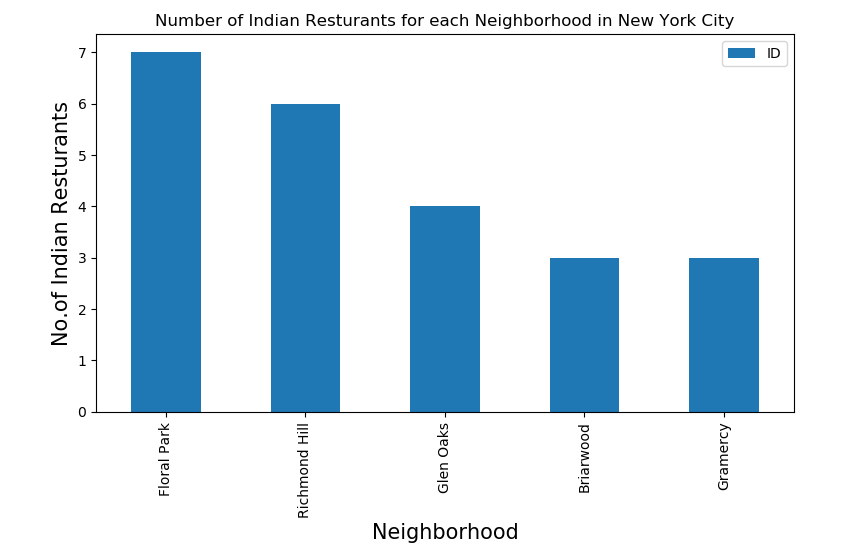 Number of Indian Resturants for each Neighborhood in New York City
ID
No.of Indian Resturants
7
6
5
4
3
2
1
0
Floral Park
Richmond Hill
Glen Oaks
Briarwood
Gramercy
Neighborhood